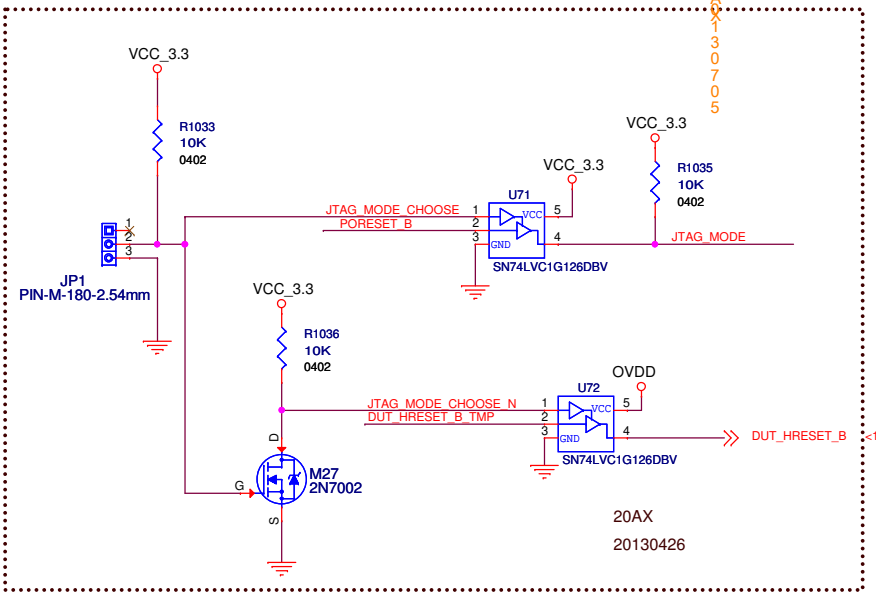 0X130705
VCC_3.3
R1033
10K
0402
VCC_3.3
R1035
10K
0402
VCC_3.3
U71
JTAG_MODE_CHOOSE
1
VCC
5
PORESET_B
2
3
GND
4
JTAG_MODE
SN74LVC1G126DBV
1
2
3
JP1
PIN-M-180-2.54mm
VCC_3.3
R1036
10K
0402
OVDD
U72
JTAG_MODE_CHOOSE_N
1
VCC
5
DUT_HRESET_B_TMP
2
3
GND
4
DUT_HRESET_B
<1
SN74LVC1G126DBV
D
G
S
M27
2N7002
20AX
20130426